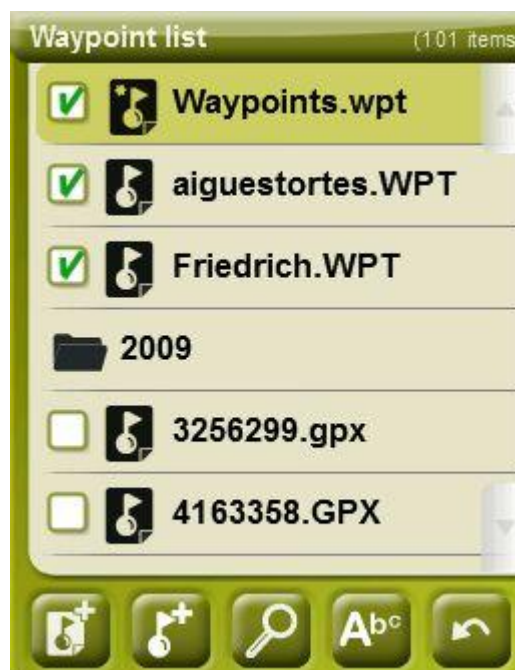 Waypoint list (101 items
Waypoints.wpt
aiguestortes.WPT
Friedrich.WPT
2009
3256299.gpx
4163358.GPX
Abc